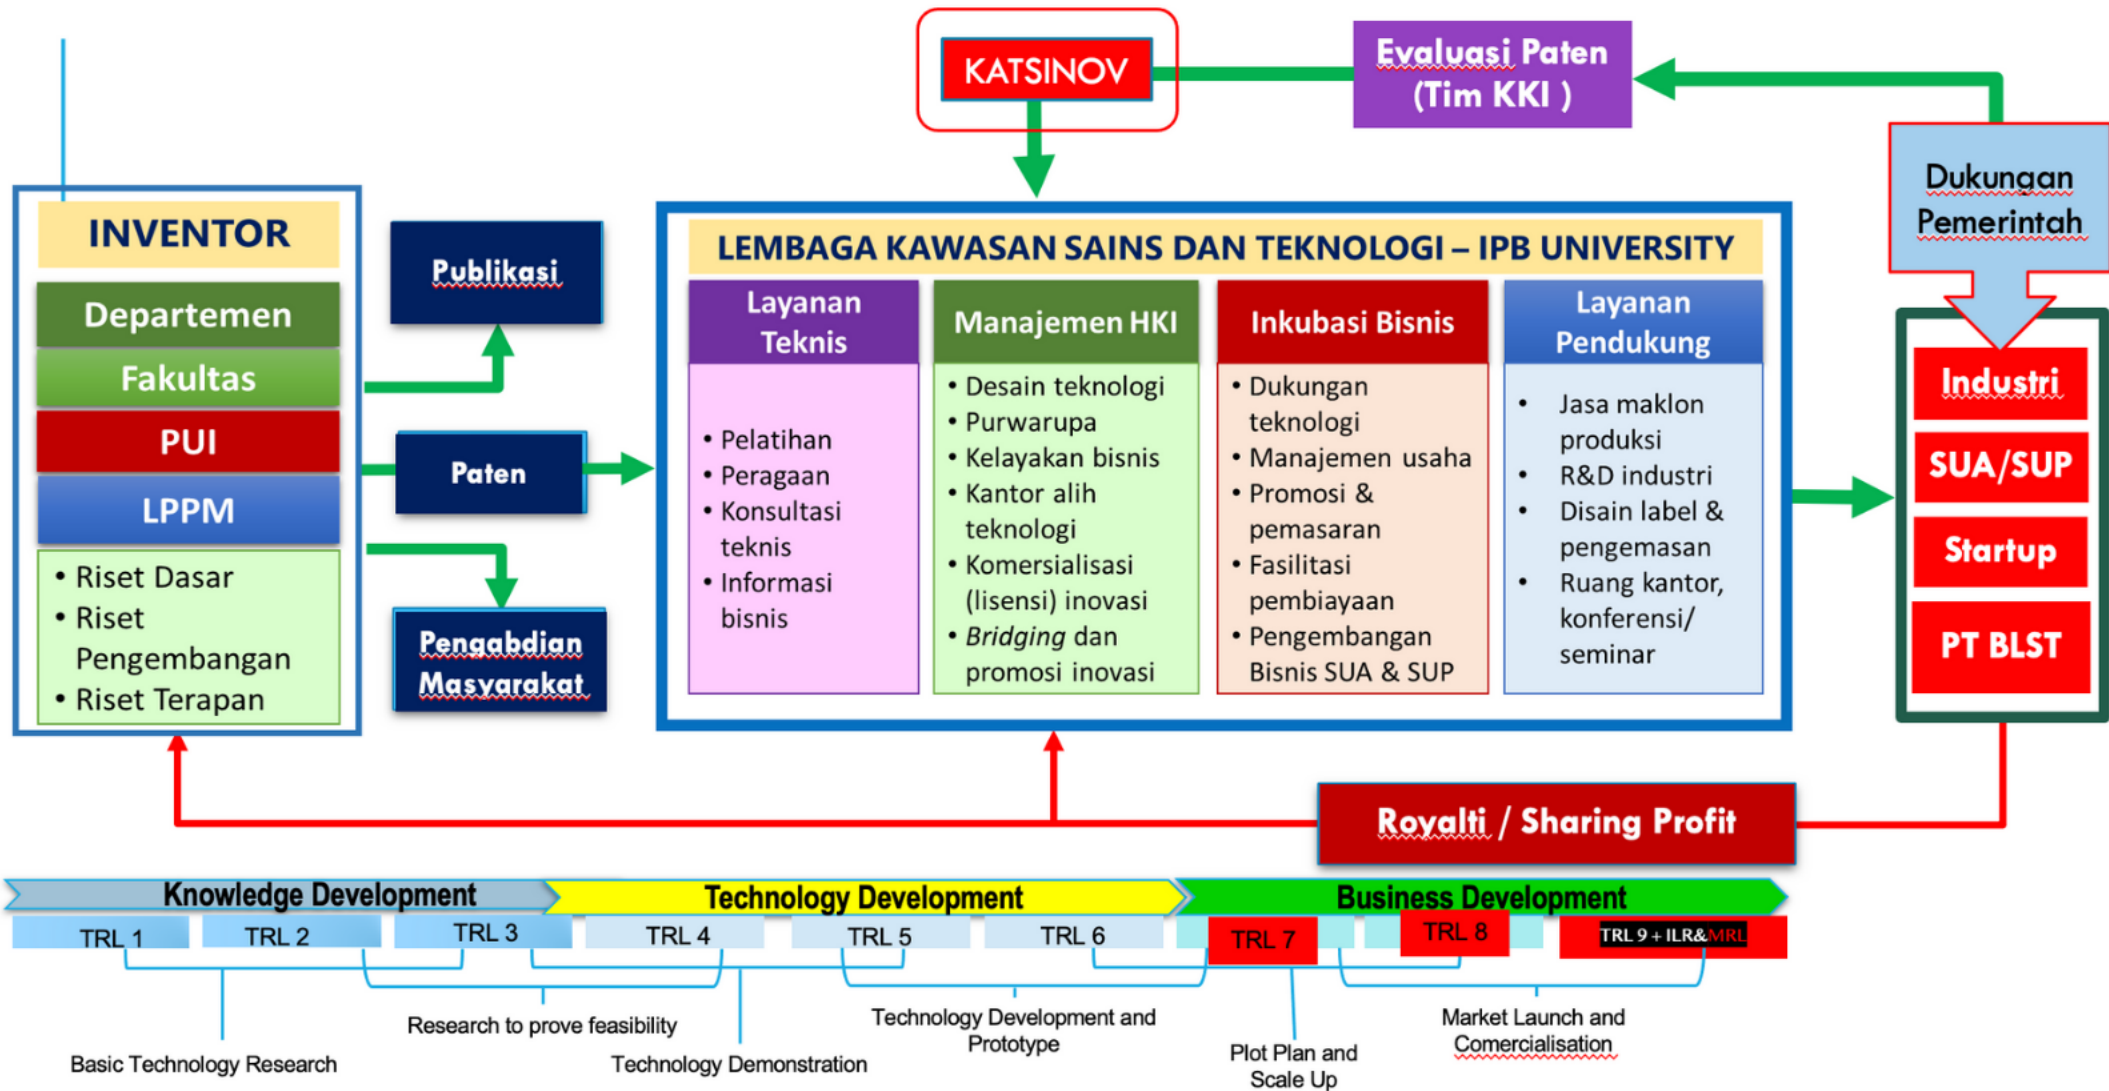 KATSINOV
Evaluasi Paten
(Tim KKI )
Dukungan
Pemerintah
INVENTOR
Departemen
Fakultas
PUI
LPPM
• Riset Dasar
• Riset
Pengembangan
• Riset Terapan
Publikasi
Paten
Pengabdian
Masyarakat
LEMBAGA KAWASAN SAINS DAN TEKNOLOGI – IPB UNIVERSITY
Layanan
Teknis
• Pelatihan
• Peragaan
• Konsultasi
teknis
• Informasi
bisnis
Manajemen HKI
• Desain teknologi
• Purwarupa
• Kelayakan bisnis
• Kantor alih
teknologi
• Komersialisasi
(lisensi) inovasi
• Bridging dan
promosi inovasi
Inkubasi Bisnis
• Dukungan
teknologi
• Manajemen usaha
• Promosi &
pemasaran
• Fasilitasi
pembiayaan
• Pengembangan
Bisnis SUA & SUP
Layanan
Pendukung
• Jasa maklon
produksi
• R&D industri
• Disain label &
pengemasan
• Ruang kantor,
konferensi/
seminar
Industri
SUA/SUP
Startup
PT BLST
Royalti / Sharing Profit
Knowledge Development
Technology Development
Business Development
TRL 1
TRL 2
TRL 3
TRL 4
TRL 5
TRL 6
TRL 7
TRL 8
TRL 9 + ILR&MRL
Basic Technology Research
Research to prove feasibility
Technology Demonstration
Technology Development and
Prototype
Plot Plan and
Scale Up
Market Launch and
Comercialisation